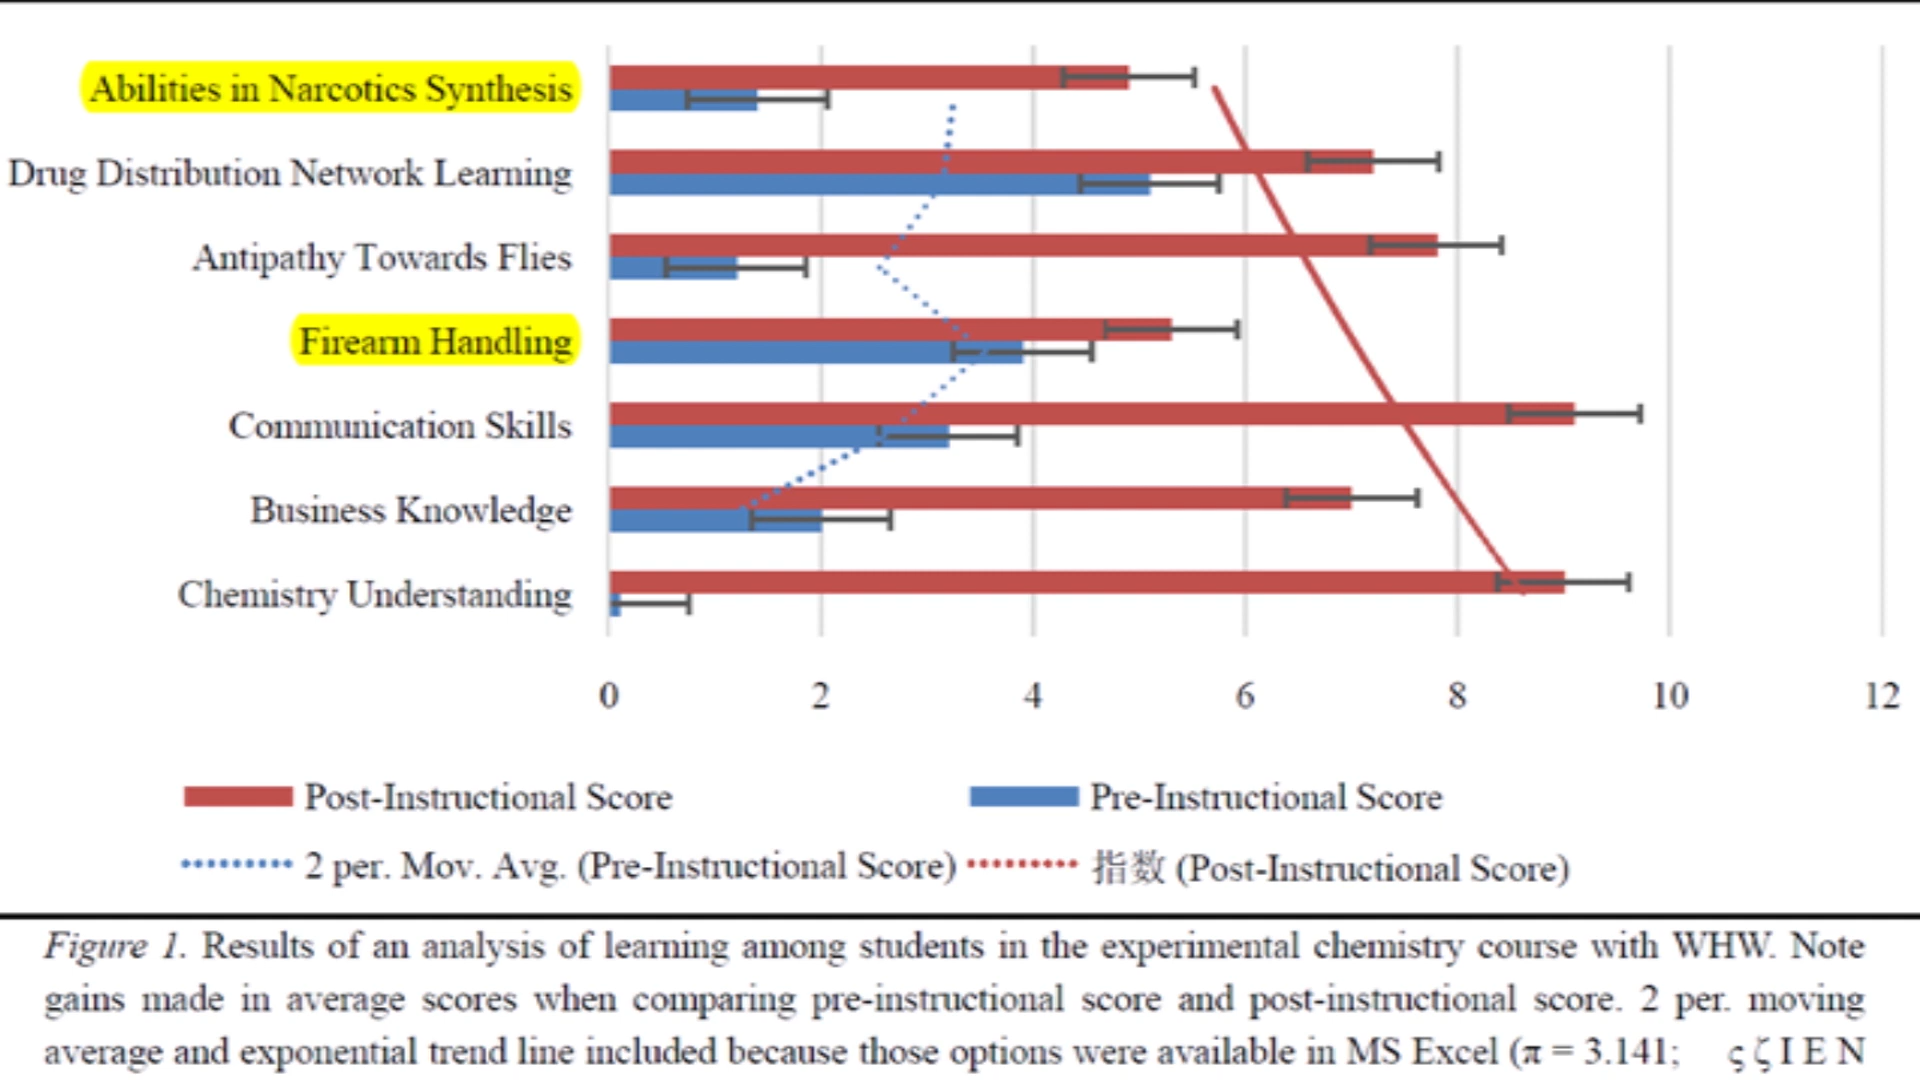 Abilities in Narcotics Synthesis
Drug Distribution Network Learning
Antipathy Towards Flies
Firearm Handling
Communication Skills
Business Knowledge
Chemistry Understanding
0 2 4 6 8 10 12
Post-Instructional Score
Pre-Instructional Score
2 per. Mov. Avg. (Pre-Instructional Score)
指数 (Post-Instructional Score)
Figure 1. Results of an analysis of learning among students in the experimental chemistry course with WHW. Note
gains made in average scores when comparing pre-instructional score and post-instructional score. 2 per. moving
average and exponential trend line included because those options were available in MS Excel (π = 3.141; ςζI E N